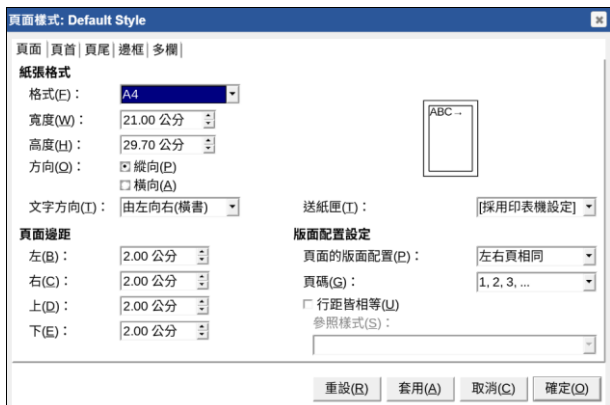 頁面樣式: Default Style
頁面 頁首 頁尾 邊框 多欄
紙張格式
格式(F)： A4
寬度(W)： 21.00 公分
高度(H)： 29.70 公分
方向(O)： 縱向(P)
橫向(A)
ABC→
文字方向(T)： 由左向右(橫書) 送紙匣(T)： [採用印表機設定]
頁面邊距 版面配置設定
左(B)： 2.00 公分 頁面的版面配置(P)： 左右頁相同
右(C)： 2.00 公分 頁碼(G)： 1, 2, 3, ...
上(D)： 2.00 公分 行距皆相等(U)
參照樣式(S)：
下(E)： 2.00 公分
重設(R) 套用(A) 取消(C) 確定(O)